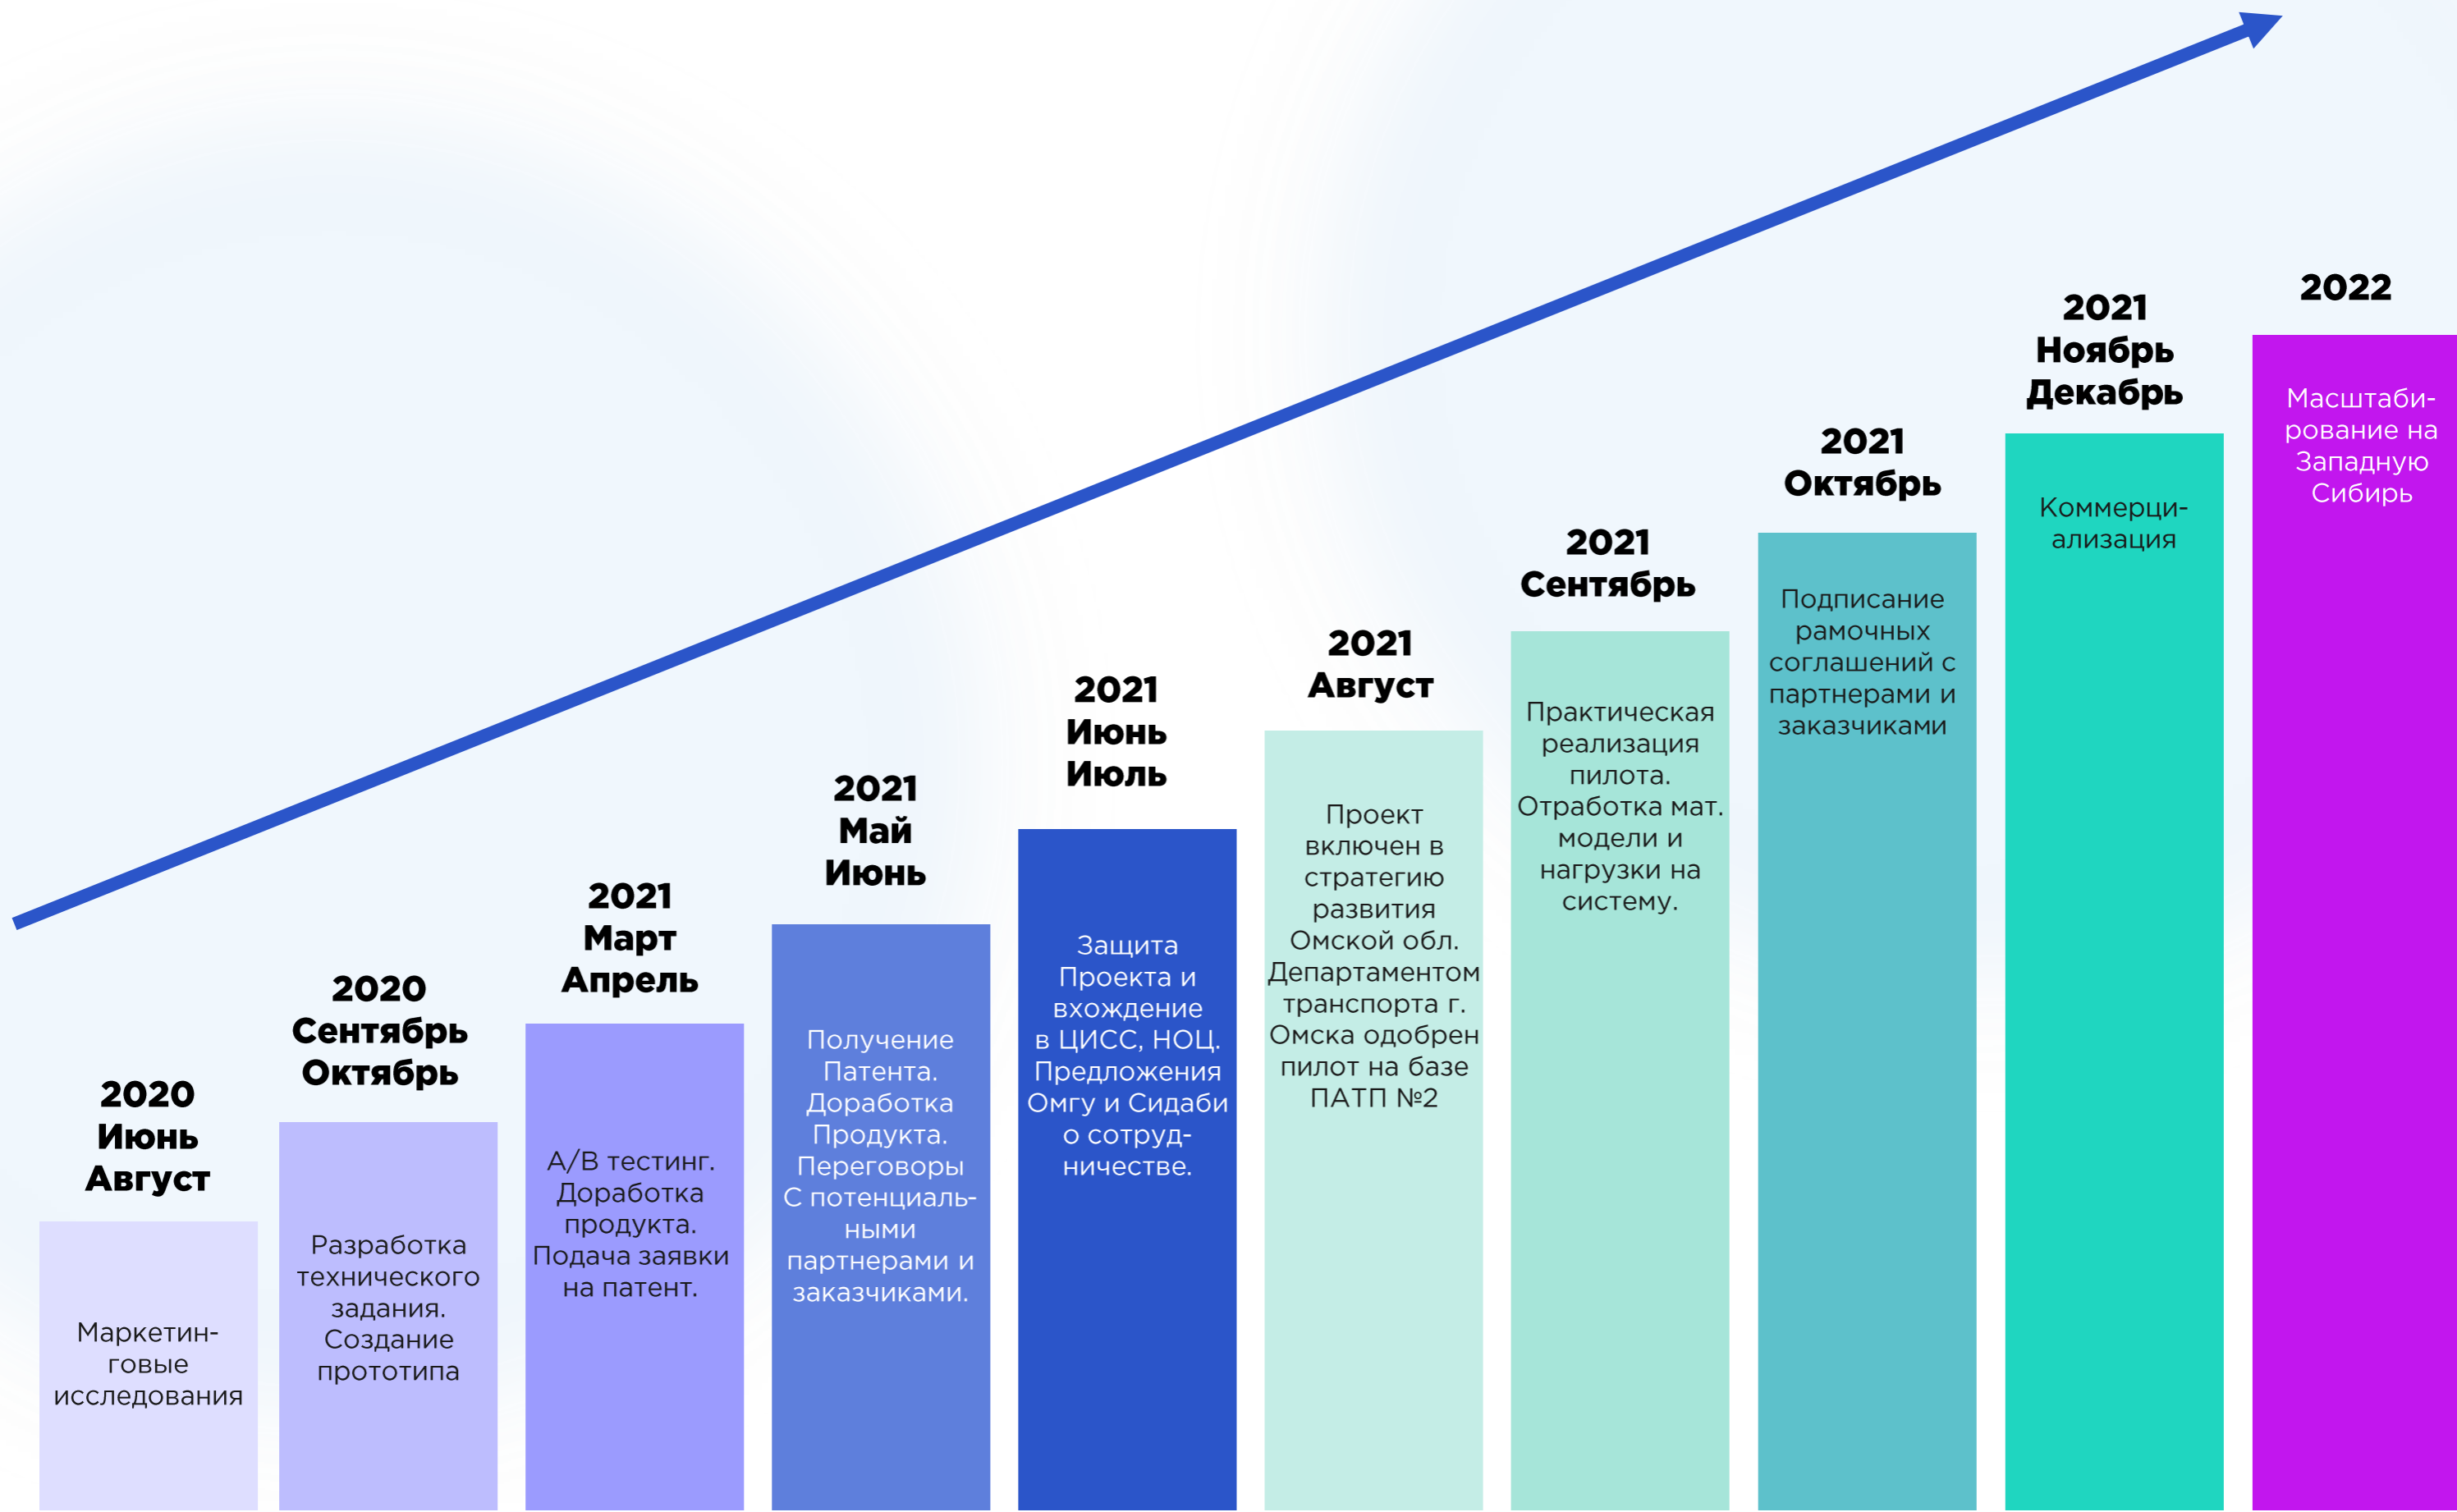 2020
Июнь
Август
Маркетин-
говые
исследования
2020
Сентябрь
Октябрь
Разработка
технического
задания.
Создание
прототипа
2021
Март
Апрель
A/B тестинг.
Доработка
продукта.
Подача заявки
на патент.
2021
Май
Июнь
Получение
Патента.
Доработка
Продукта.
Переговоры
С потенциаль-
ными
партнерами и
заказчиками.
2021
Июнь
Июль
Защита
Проекта и
вхождение
в ЦИСС, НОЦ.
Предложения
Омгу и Сидаби
о сотруд-
ничестве.
2021
Август
Проект
включен в
стратегию
развития
Омской обл.
Департаментом
транспорта г.
Омска одобрен
пилот на базе
ПАТП №2
2021
Сентябрь
Практическая
реализация
пилота.
Отработка мат.
модели и
нагрузки на
систему.
2021
Октябрь
Подписание
рамочных
соглашений с
партнерами и
заказчиками
2021
Ноябрь
Декабрь
Коммерци-
ализация
2022
Масштаби-
рование на
Западную
Сибирь